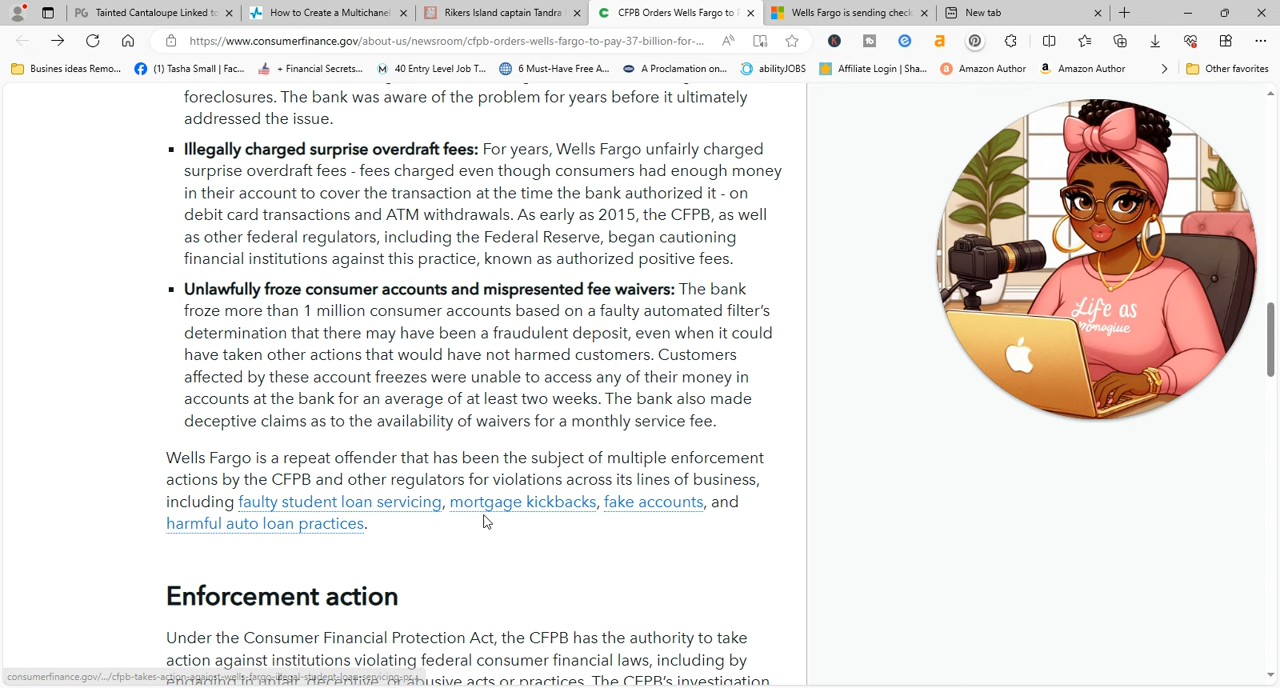 Tainted Cantaloupe Linked to
How to Create a Multichannel
Rikers Island captain Tandra
CFPB Orders Wells Fargo to P
Wells Fargo is sending check
New tab
https://www.consumerfinance.gov/about-us/newsroom/cfpb-orders-wells-fargo-to-pay-37-billion-for-...
Busines ideas Remo...
(1) Tasha Small | Fac...
+ Financial Secrets...
40 Entry Level Job T...
6 Must-Have Free A...
A Proclamation on...
abilityJOBS
Affiliate Login | Sha...
Amazon Author
Amazon Author
Other favorites
foreclosures. The bank was aware of the problem for years before it ultimately
addressed the issue.
▪ Illegally charged surprise overdraft fees: For years, Wells Fargo unfairly charged
surprise overdraft fees - fees charged even though consumers had enough money
in their account to cover the transaction at the time the bank authorized it - on
debit card transactions and ATM withdrawals. As early as 2015, the CFPB, as well
as other federal regulators, including the Federal Reserve, began cautioning
financial institutions against this practice, known as authorized positive fees.
▪ Unlawfully froze consumer accounts and mispresented fee waivers: The bank
froze more than 1 million consumer accounts based on a faulty automated filter's
determination that there may have been a fraudulent deposit, even when it could
have taken other actions that would have not harmed customers. Customers
affected by these account freezes were unable to access any of their money in
accounts at the bank for an average of at least two weeks. The bank also made
deceptive claims as to the availability of waivers for a monthly service fee.
Wells Fargo is a repeat offender that has been the subject of multiple enforcement
actions by the CFPB and other regulators for violations across its lines of business,
including faulty student loan servicing, mortgage kickbacks, fake accounts, and
harmful auto loan practices.
Enforcement action
Under the Consumer Financial Protection Act, the CFPB has the authority to take
action against institutions violating federal consumer financial laws, including by
engaging in unfair, deceptive, or abusive acts or practices. The CFPB's investigation
consumerfinance.gov/.../cfpb-takes-action-against-wells-fargo-illegal-student-loan-servicing-pr...
Life as